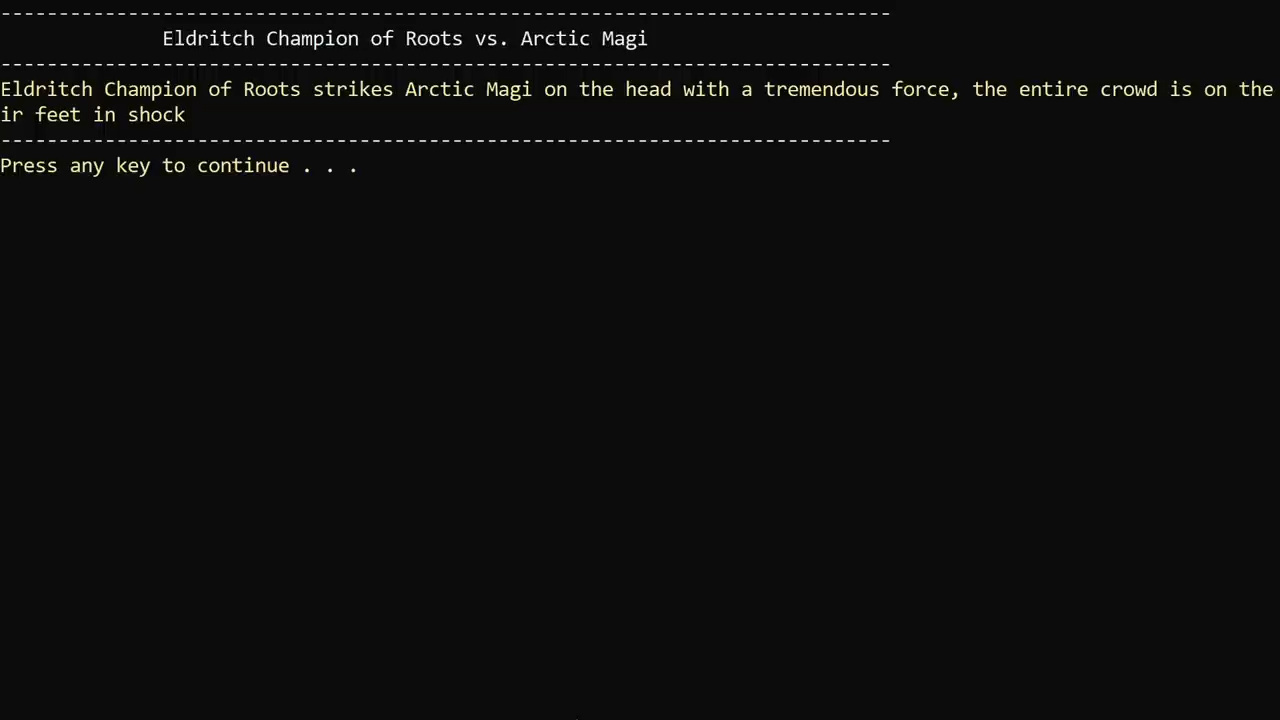 -----------------------------------------------------------------------------
Eldritch Champion of Roots vs. Arctic Magi
-----------------------------------------------------------------------------
Eldritch Champion of Roots strikes Arctic Magi on the head with a tremendous force, the entire crowd is on the
ir feet in shock
-----------------------------------------------------------------------------
Press any key to continue . . .